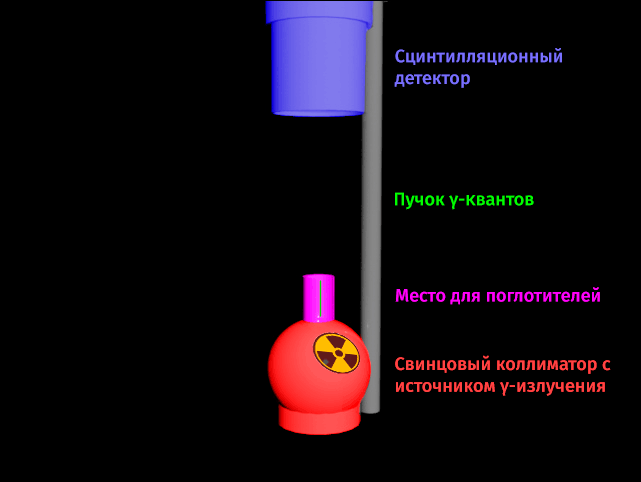 Сцинтилляционный
детектор
Пучок γ-квантов
Место для поглотителей
Свинцовый коллиматор с
источником γ-излучения